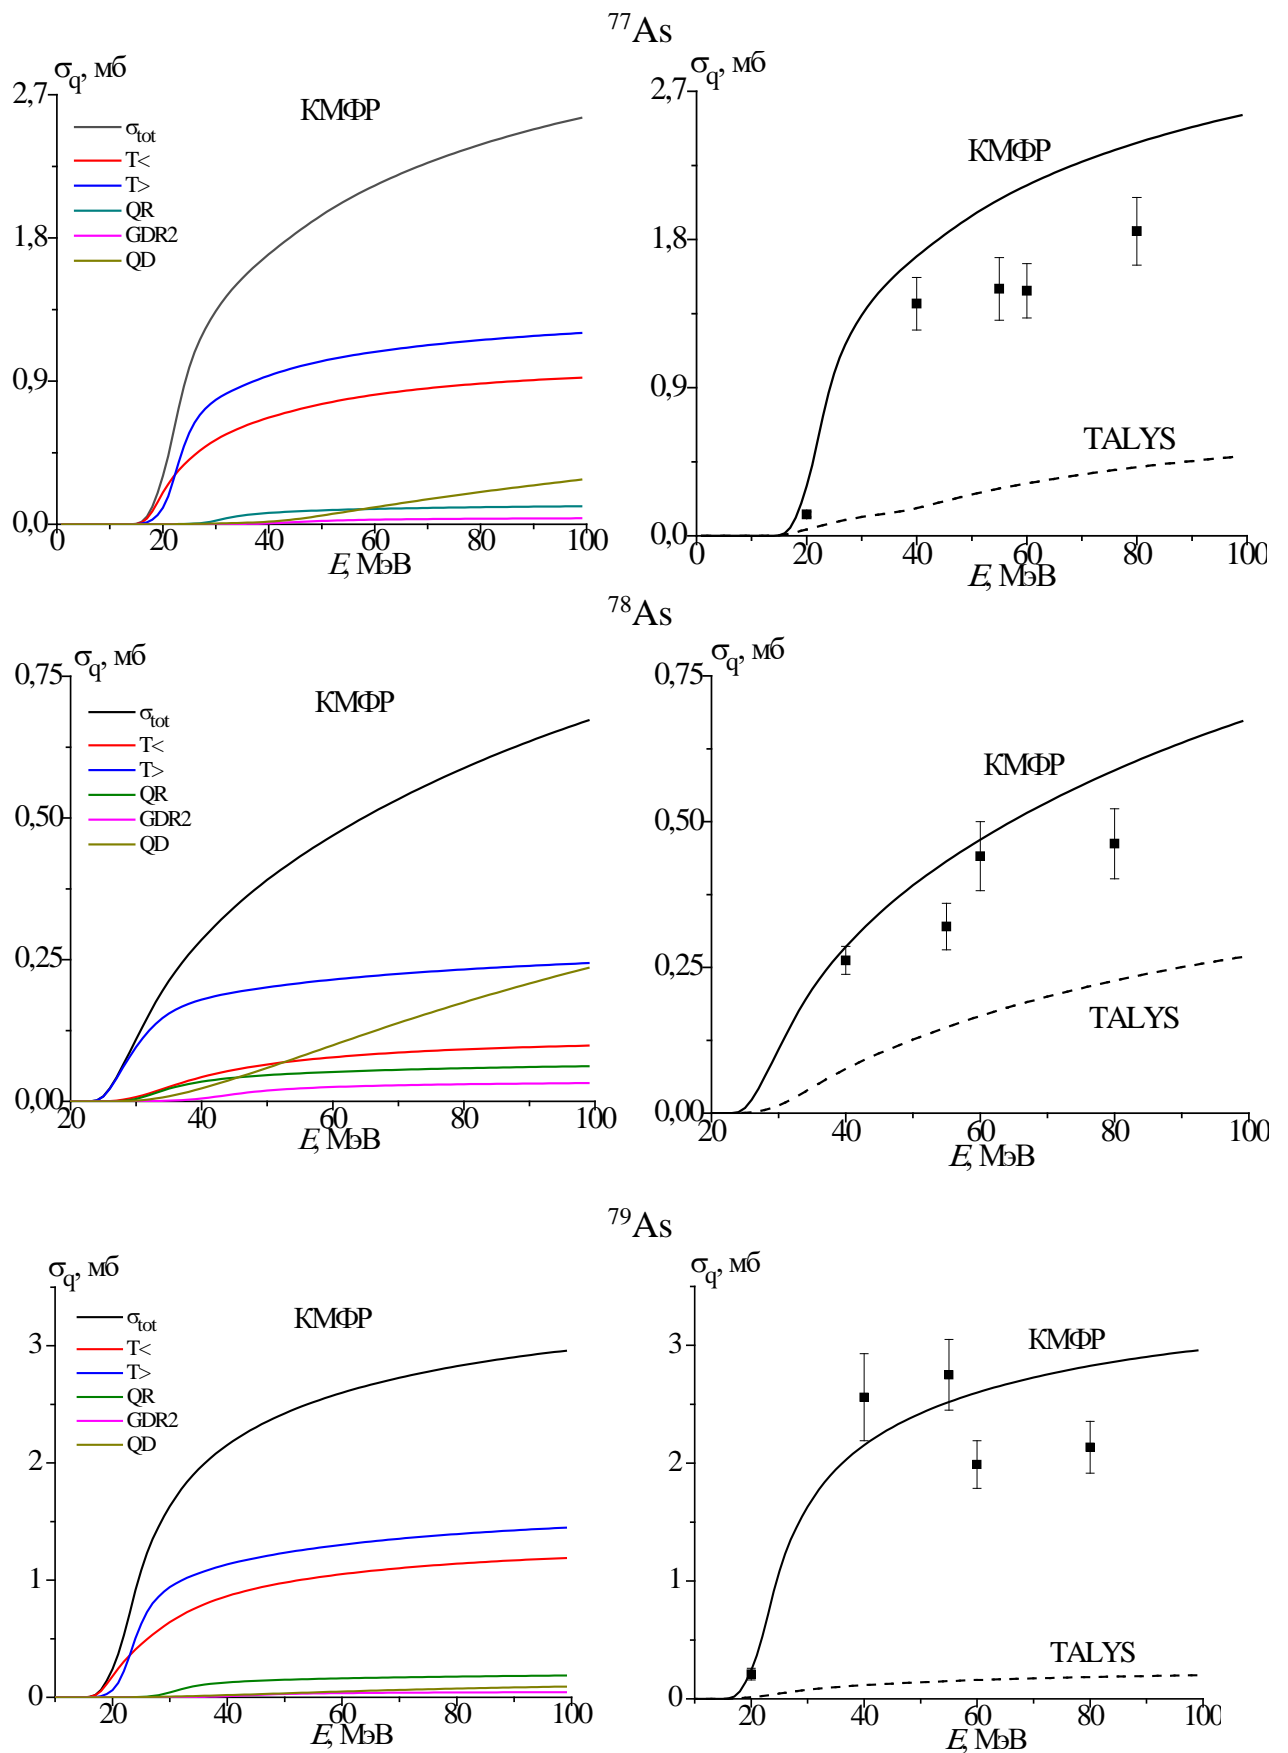 ⁷⁷As
σq, мб
2,7
1,8
0,9
0,0
КМФР
σtot
T<
T>
QR
GDR2
QD
0 20 40 60 80 100
E, МэВ
σq, мб
2,7
1,8
0,9
0,0
КМФР
TALYS
0 20 40 60 80 100
E, МэВ
⁷⁸As
σq, мб
0,75
0,50
0,25
0,00
КМФР
σtot
T<
T>
QR
GDR2
QD
20 40 60 80 100
E, МэВ
σq, мб
0,75
0,50
0,25
0,00
КМФР
TALYS
20 40 60 80 100
E, МэВ
⁷⁹As
σq, мб
3
2
1
0
КМФР
σtot
T<
T>
QR
GDR2
QD
20 40 60 80 100
E, МэВ
σq, мб
3
2
1
0
КМФР
TALYS
20 40 60 80 100
E, МэВ